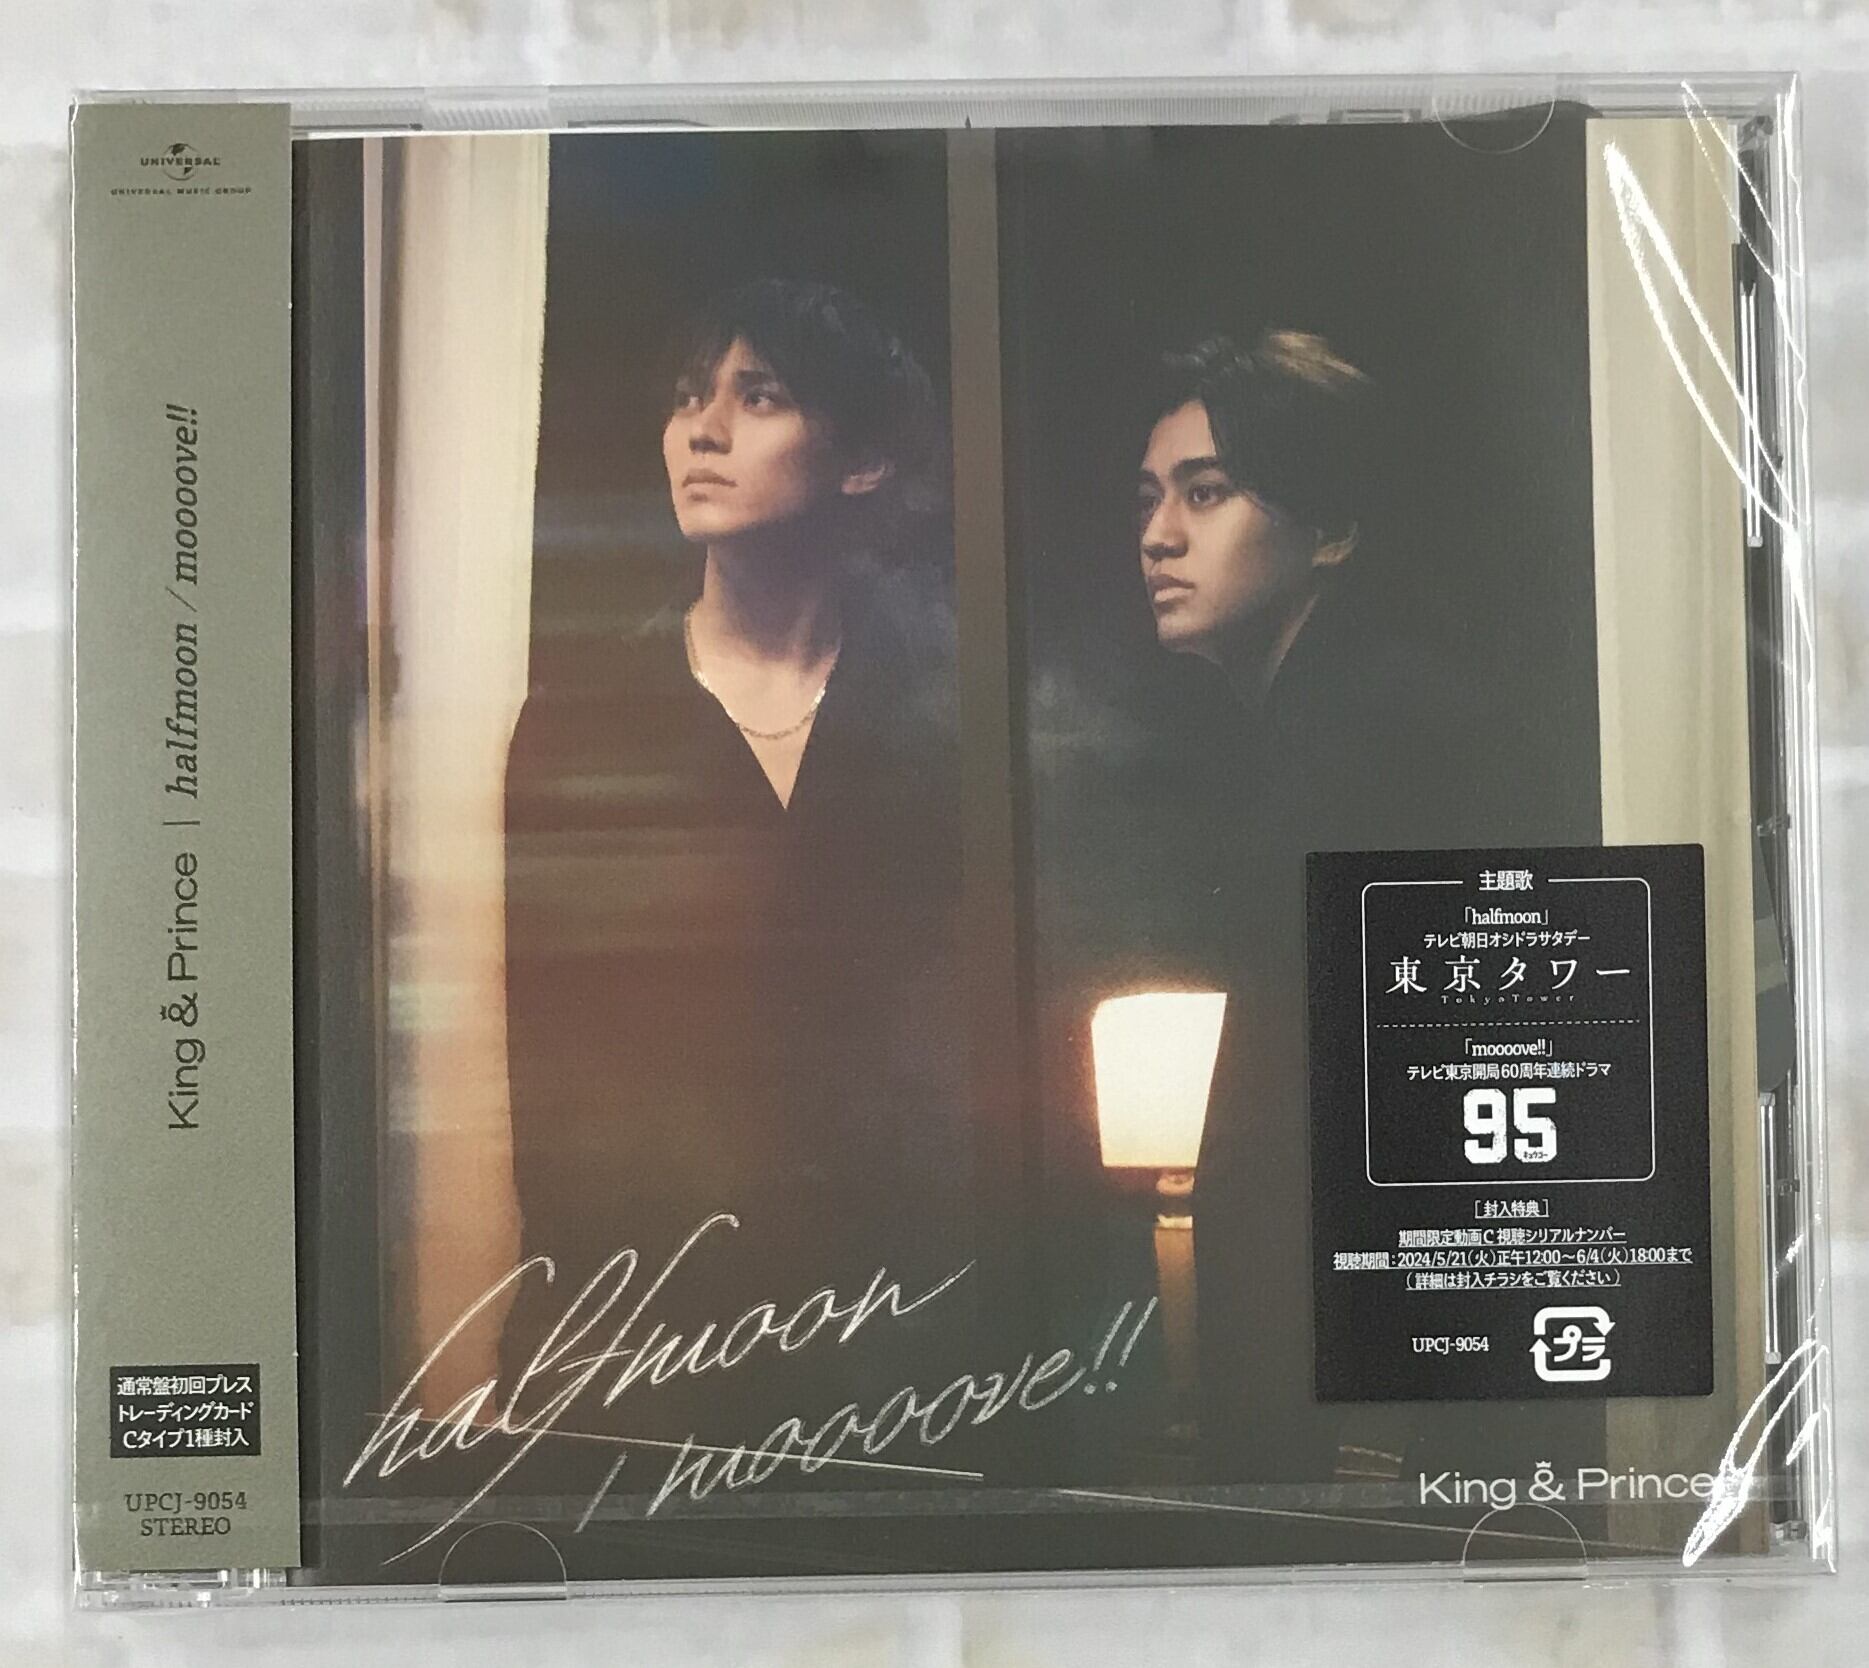 UNIVERSAL
UNIVERSAL MUSIC GROUP
King & Prince | halfmoon / moooove!!
通常盤初回プレス
トレーディングカード
Cタイプ1種封入
UPCJ-9054
STEREO
halfmoon
/ moooove!!
主題歌
「halfmoon」
テレビ朝日オシドラサタデー
東京タワー
TokyoTower
「moooove!!」
テレビ東京開局60周年連続ドラマ
95
キュウゴー
[封入特典]
期間限定動画C 視聴シリアルナンバー
視聴期間：2024/5/21(火)正午12:00～6/4(火)18:00まで
(詳細は封入チラシをご覧ください)
UPCJ-9054
プラ
King & Prince